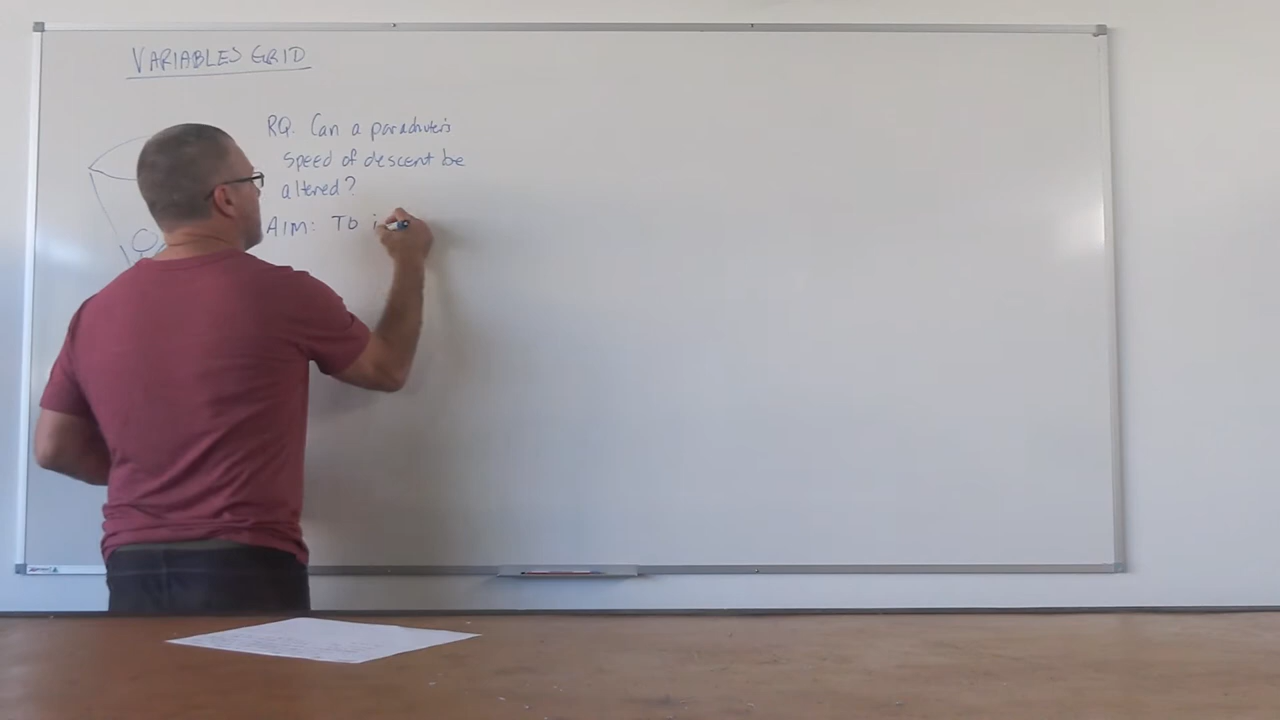 VARIABLES GRID
RQ. Can a parachute's
speed of descent be
altered?
AIM: To i